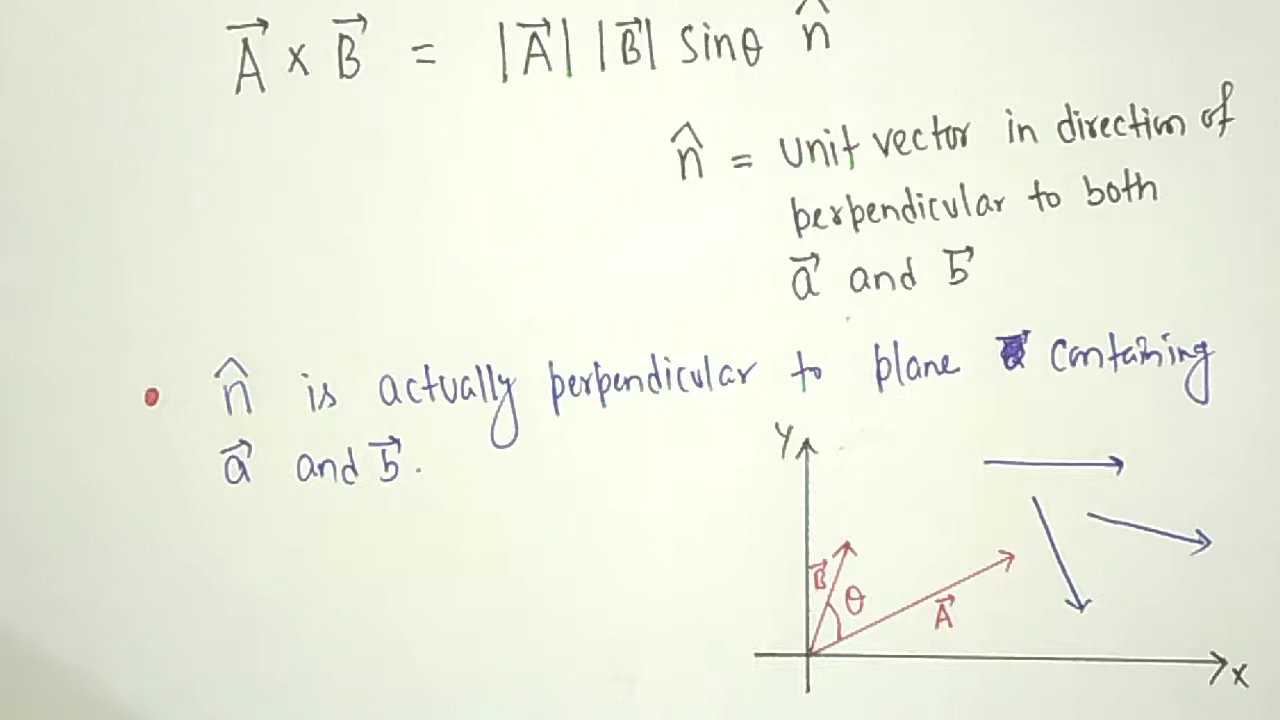 A⃗ × B⃗ = |A⃗| |B⃗| sinθ n̂
n̂ = unit vector in direction of
perpendicular to both
a⃗ and b⃗
• n̂ is actually perpendicular to plane containing
a⃗ and b⃗.
Y
B⃗
θ
A⃗
X